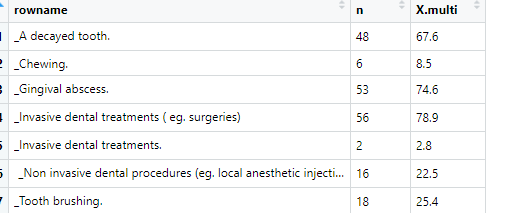 rowname n X.multi
_A decayed tooth. 48 67.6
2 _Chewing. 6 8.5
_Gingival abscess. 53 74.6
_Invasive dental treatments ( eg. surgeries) 56 78.9
_Invasive dental treatments. 2 2.8
_Non invasive dental procedures (eg. local anesthetic injecti... 16 22.5
_Tooth brushing. 18 25.4